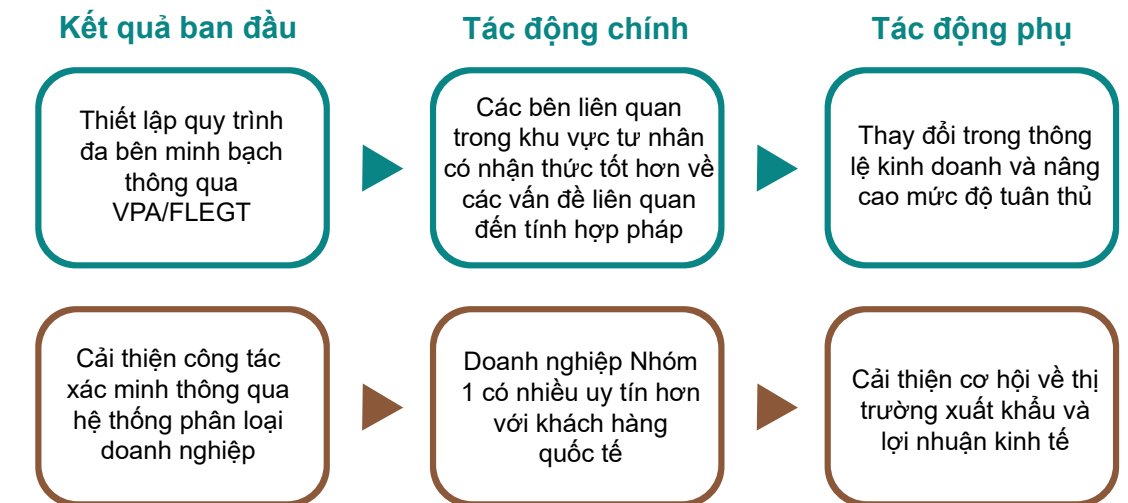 Kết quả ban đầu
Tác động chính
Tác động phụ
Thiết lập quy trình
đa bên minh bạch
thông qua
VPA/FLEGT
Các bên liên quan
trong khu vực tư nhân
có nhận thức tốt hơn về
các vấn đề liên quan
đến tính hợp pháp
Thay đổi trong thông
lệ kinh doanh và nâng
cao mức độ tuân thủ
Cải thiện công tác
xác minh thông qua
hệ thống phân loại
doanh nghiệp
Doanh nghiệp Nhóm
1 có nhiều uy tín hơn
với khách hàng
quốc tế
Cải thiện cơ hội về thị
trường xuất khẩu và
lợi nhuận kinh tế